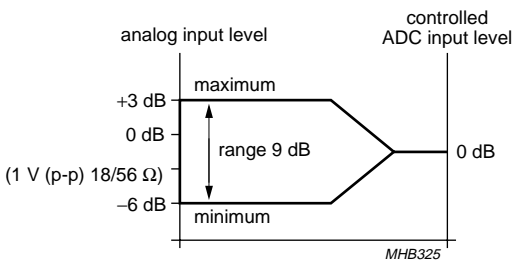 controlled
ADC input level
analog input level
maximum
+3 dB
0 dB
range 9 dB
0 dB
(1 V (p-p) 18/56 Ω)
−6 dB
minimum
MHB325